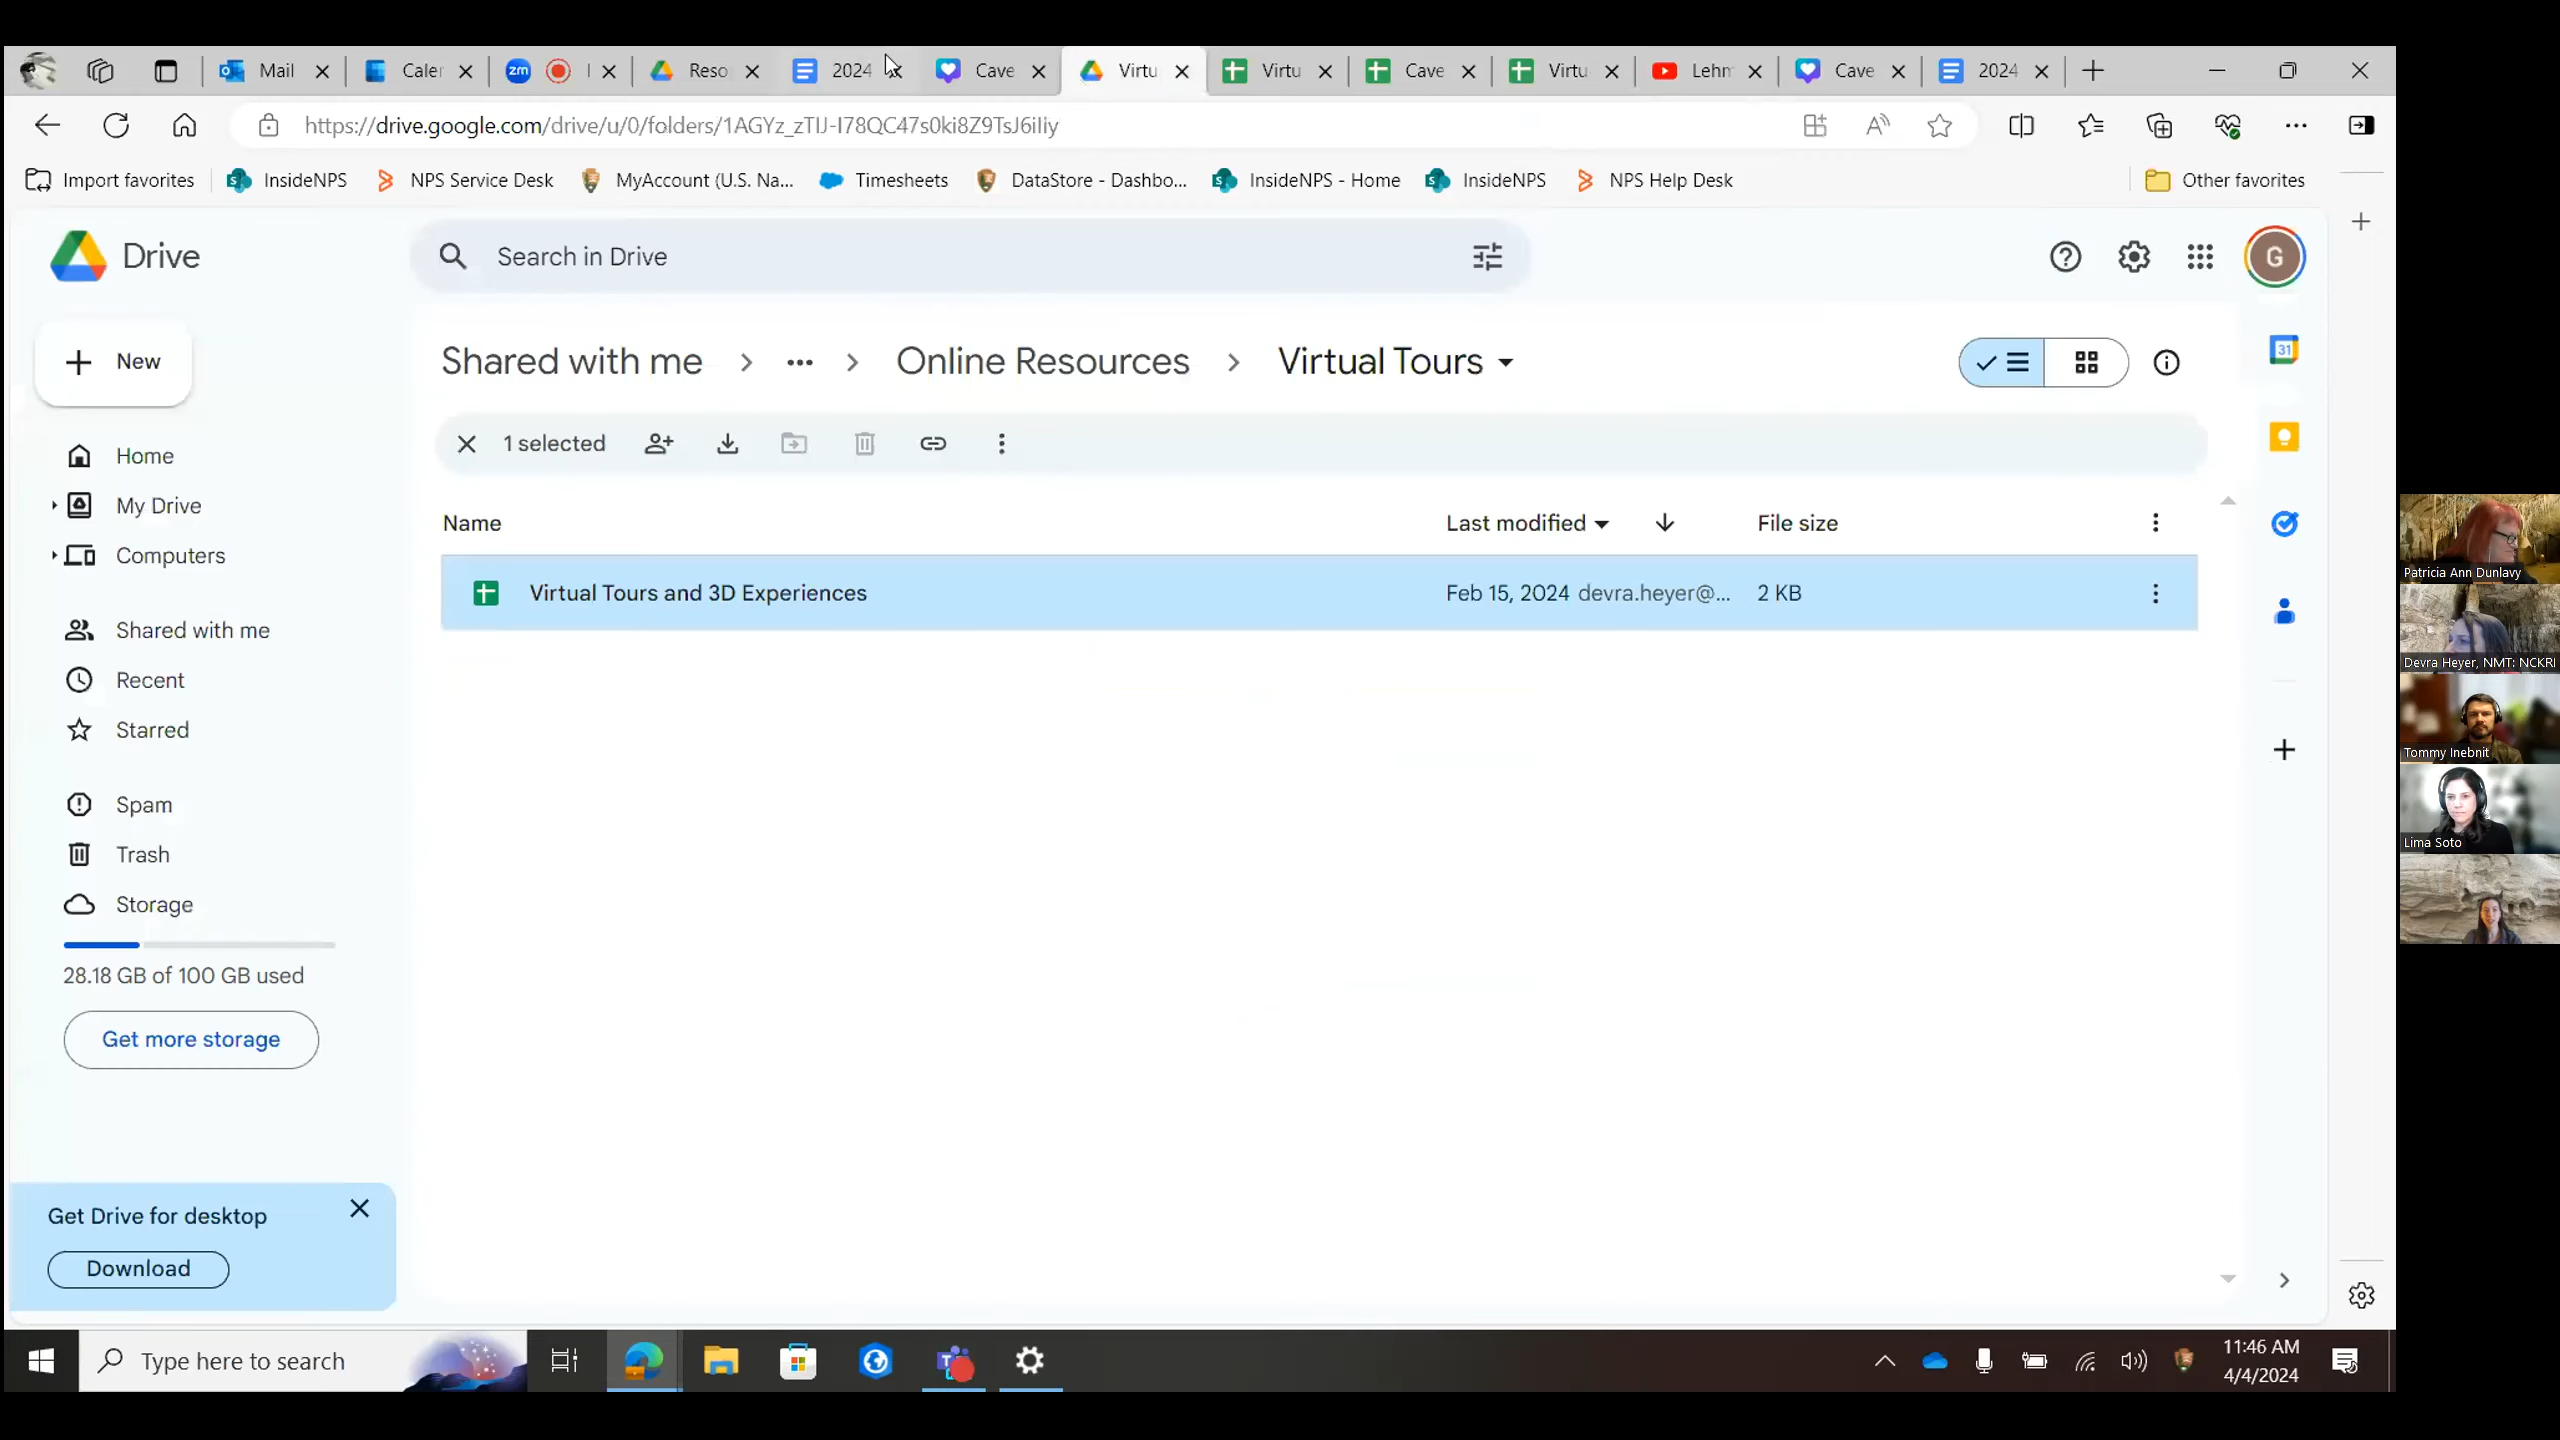 Mail
Caler
zm
Reso
2024
Cave
Virtu
Virtu
Cave
Virtu
Lehm
Cave
2024
https://drive.google.com/drive/u/0/folders/1AGYz_zTIJ-I78QC47s0ki8Z9TsJ6iIiy
Import favorites
InsideNPS
NPS Service Desk
MyAccount (U.S. Na...
Timesheets
DataStore - Dashbo...
InsideNPS - Home
InsideNPS
NPS Help Desk
Other favorites
Drive
Search in Drive
G
New
Shared with me > ... > Online Resources > Virtual Tours
31
1 selected
Home
My Drive
Computers
Shared with me
Recent
Starred
Spam
Trash
Storage
28.18 GB of 100 GB used
Get more storage
Get Drive for desktop
Download
Name Last modified File size
Virtual Tours and 3D Experiences Feb 15, 2024 devra.heyer@... 2 KB
Patricia Ann Dunlavy
Devra Heyer, NMT: NCKRI
Tommy Inebnit
Lima Soto
Type here to search
11:46 AM
4/4/2024